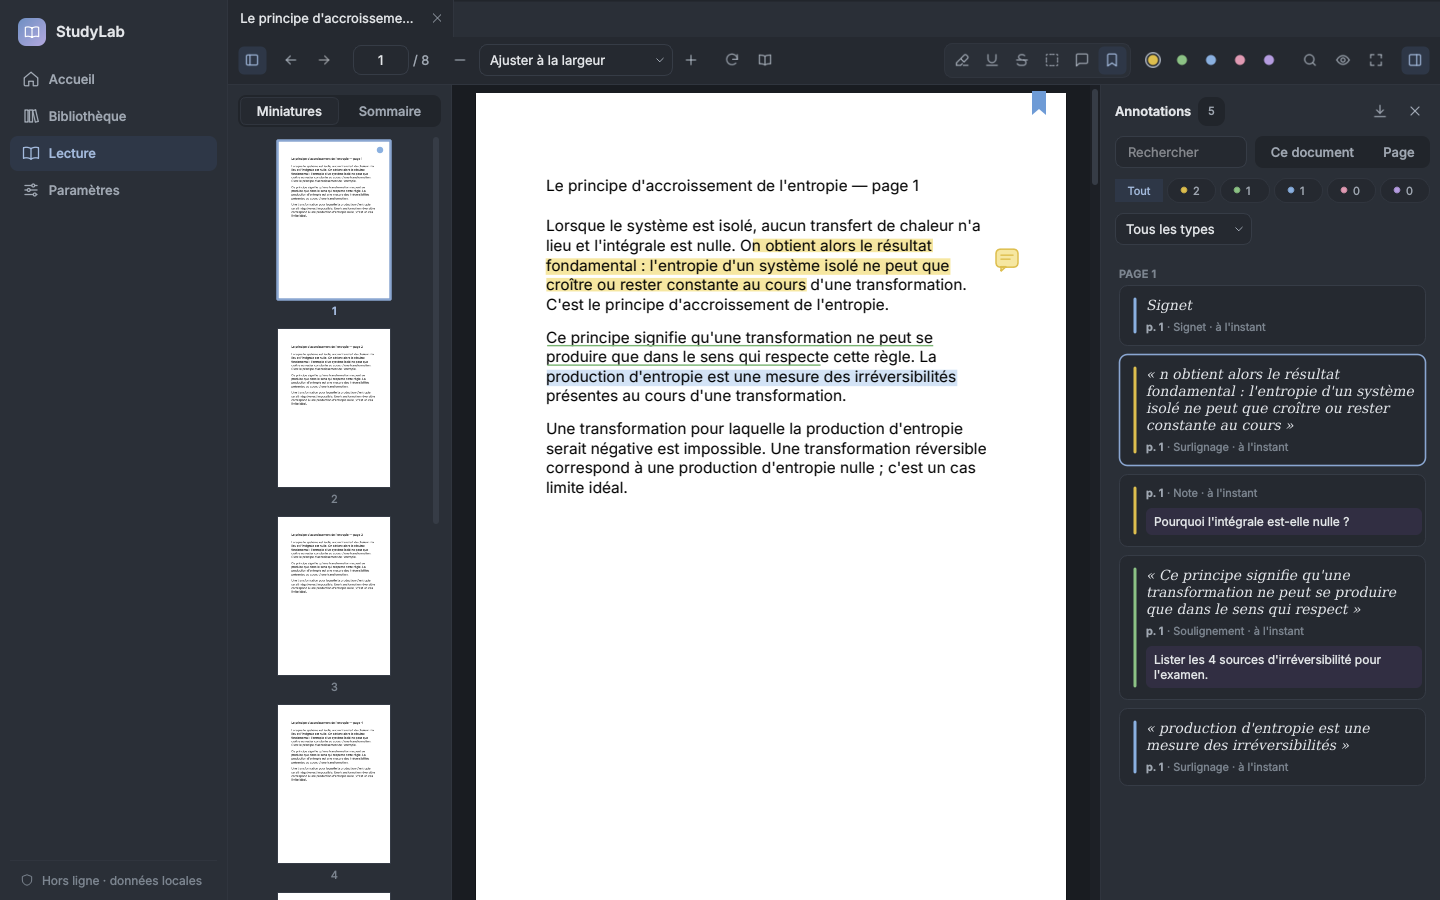 StudyLab
Accueil
Bibliothèque
Lecture
Paramètres
Hors ligne · données locales
Le principe d'accroisseme...
1 / 8
Ajuster à la largeur
Miniatures
Sommaire
1
2
3
4
Le principe d'accroissement de l'entropie — page 1
Lorsque le système est isolé, aucun transfert de chaleur n'a
lieu et l'intégrale est nulle. On obtient alors le résultat
fondamental : l'entropie d'un système isolé ne peut que
croître ou rester constante au cours d'une transformation.
C'est le principe d'accroissement de l'entropie.
Ce principe signifie qu'une transformation ne peut se
produire que dans le sens qui respecte cette règle. La
production d'entropie est une mesure des irréversibilités
présentes au cours d'une transformation.
Une transformation pour laquelle la production d'entropie
serait négative est impossible. Une transformation réversible
correspond à une production d'entropie nulle ; c'est un cas
limite idéal.
Annotations 5
Rechercher
Ce document
Page
Tout 2 1 1 0 0
Tous les types
PAGE 1
Signet
p. 1 · Signet · à l'instant
« n obtient alors le résultat
fondamental : l'entropie d'un système
isolé ne peut que croître ou rester
constante au cours »
p. 1 · Surlignage · à l'instant
p. 1 · Note · à l'instant
Pourquoi l'intégrale est-elle nulle ?
« Ce principe signifie qu'une
transformation ne peut se produire
que dans le sens qui respect »
p. 1 · Soulignement · à l'instant
Lister les 4 sources d'irréversibilité pour
l'examen.
« production d'entropie est une
mesure des irréversibilités »
p. 1 · Surlignage · à l'instant